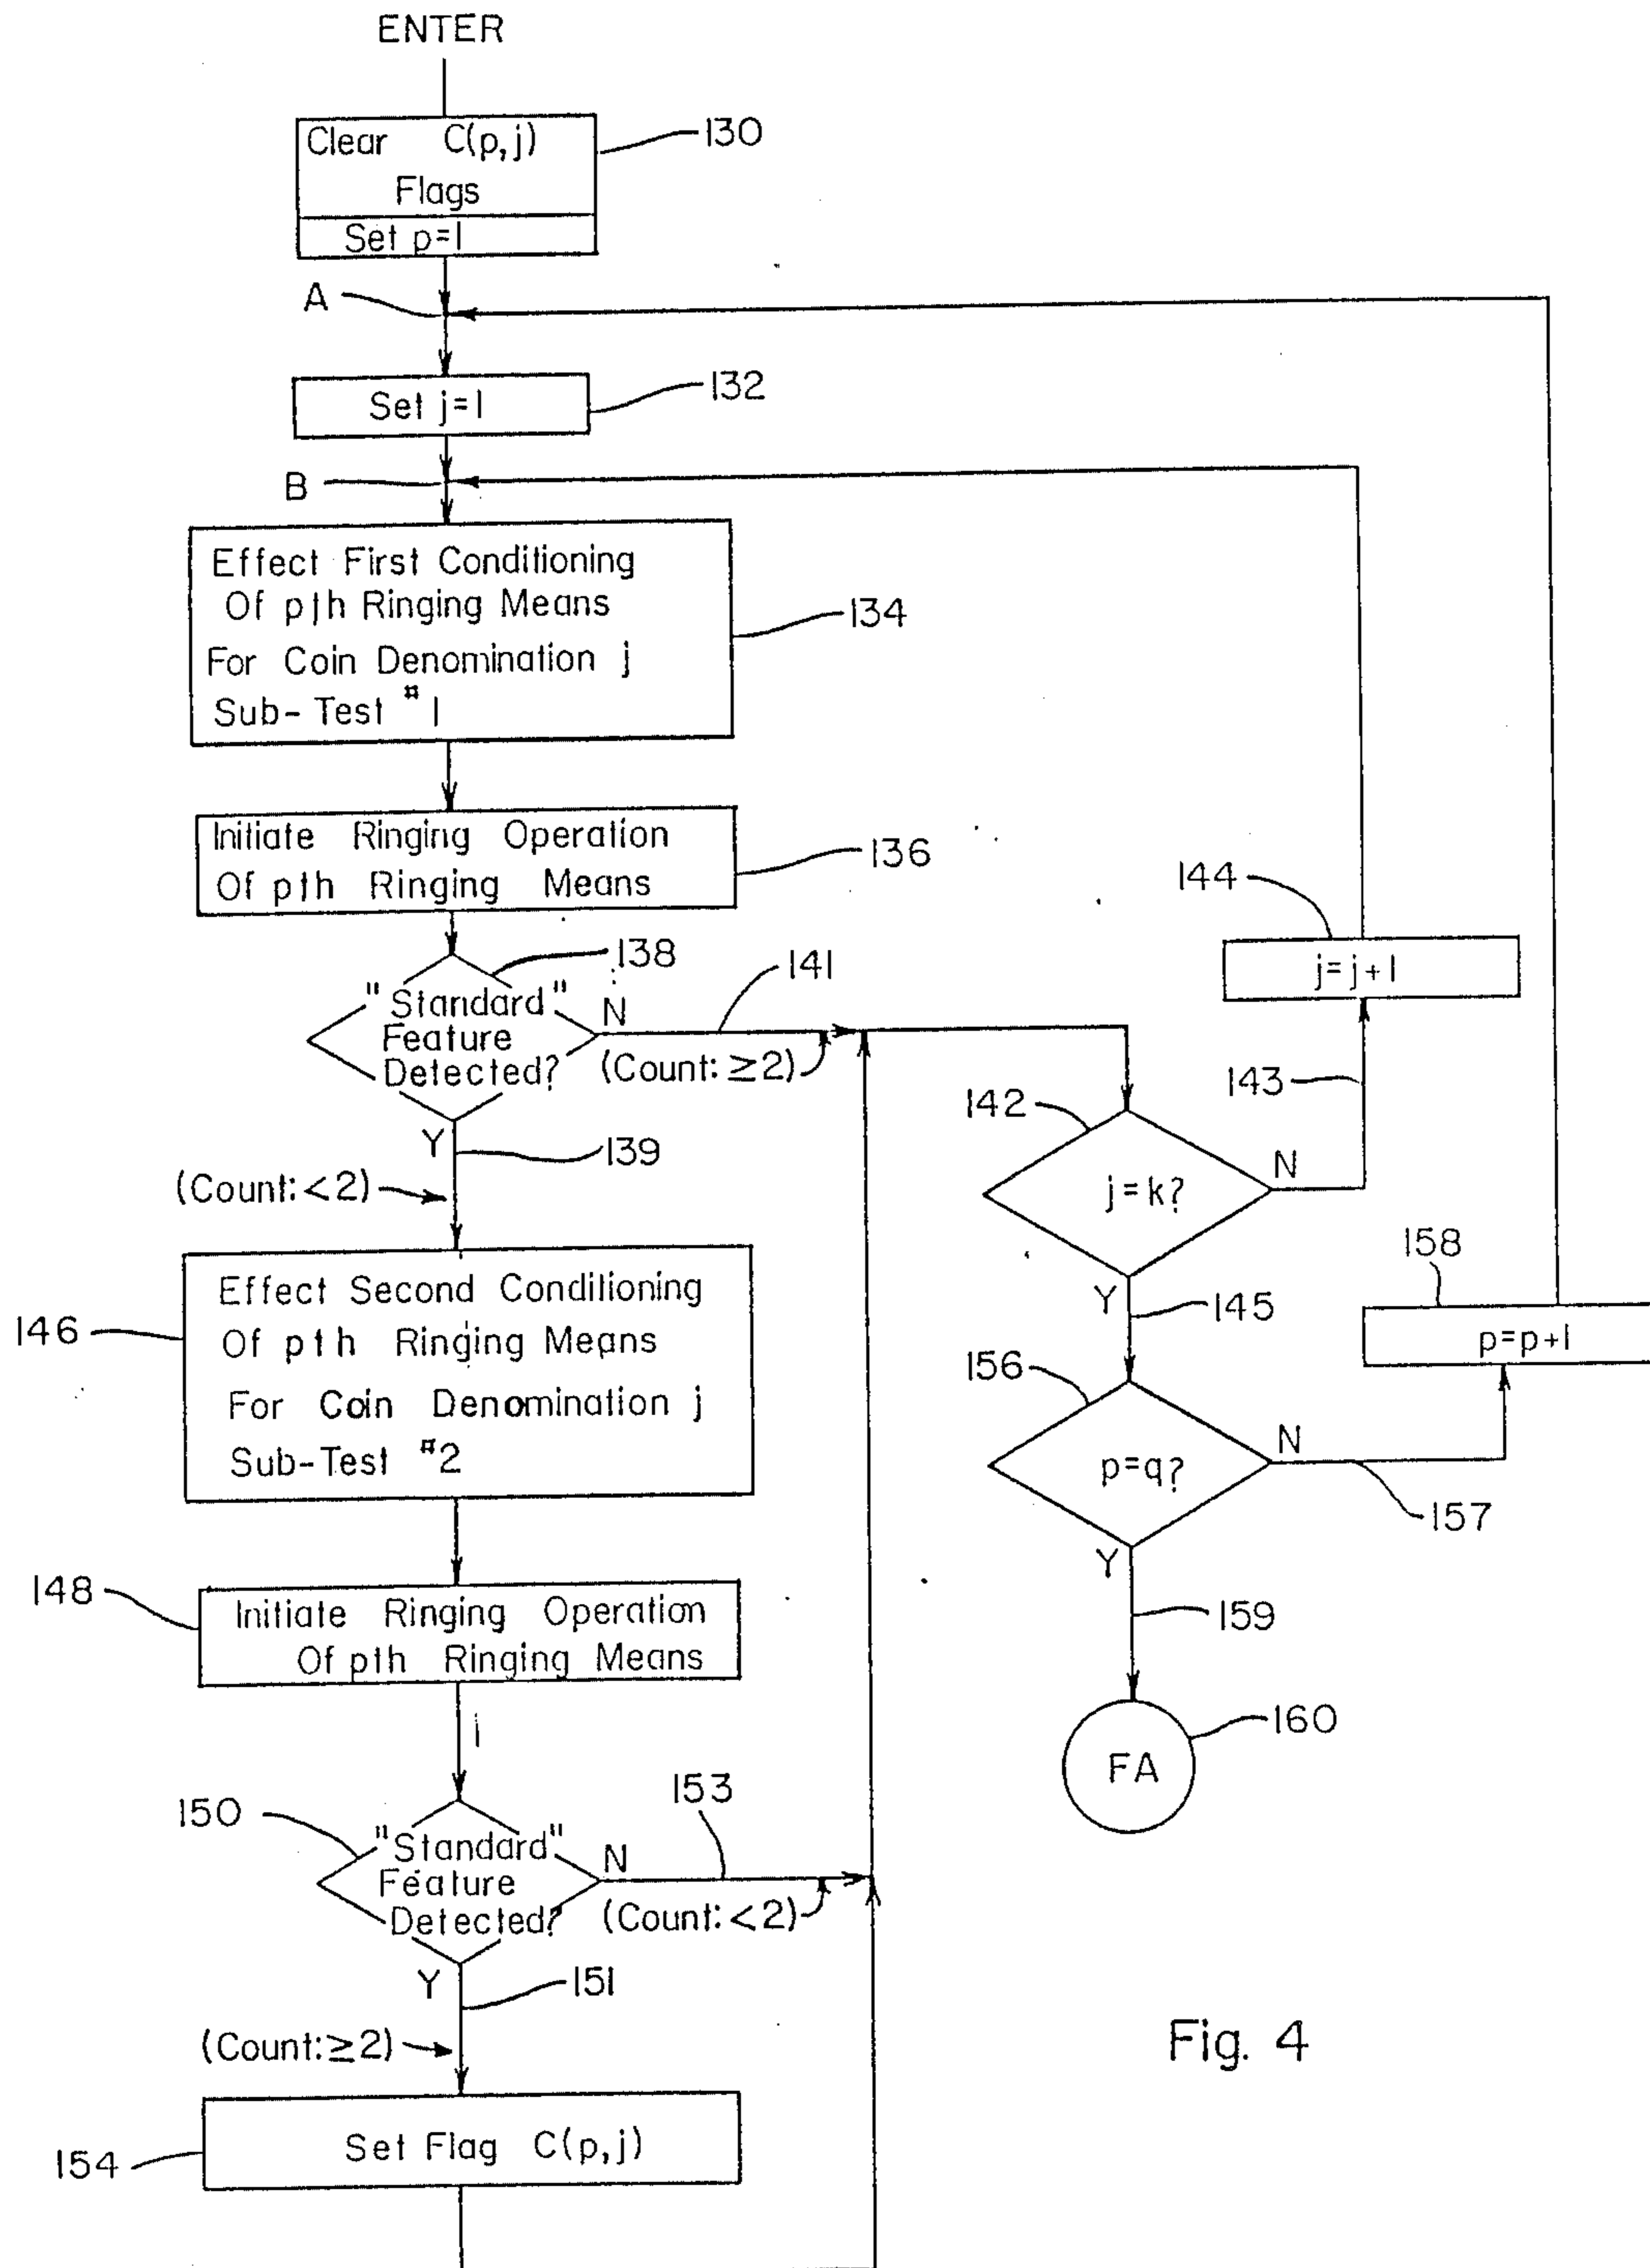 ENTER
Clear C(p,j)
Flags
Set p=1
130
A
Set j=1
132
B
Effect First Conditioning
Of pth Ringing Means
For Coin Denomination j
Sub-Test #1
134
Initiate Ringing Operation
Of pth Ringing Means
136
138
"Standard"
Feature
Detected?
N
141
(Count: ≥2)
Y
139
(Count: <2)
142
j=k?
N
143
144
j=j+1
Y
145
156
p=q?
N
157
158
p=p+1
Y
159
FA
160
146
Effect Second Conditioning
Of pth Ringing Means
For Coin Denomination j
Sub-Test #2
148
Initiate Ringing Operation
Of pth Ringing Means
150
"Standard"
Feature
Detected?
N
153
(Count: <2)
Y
151
(Count: ≥2)
154
Set Flag C(p,j)
Fig. 4